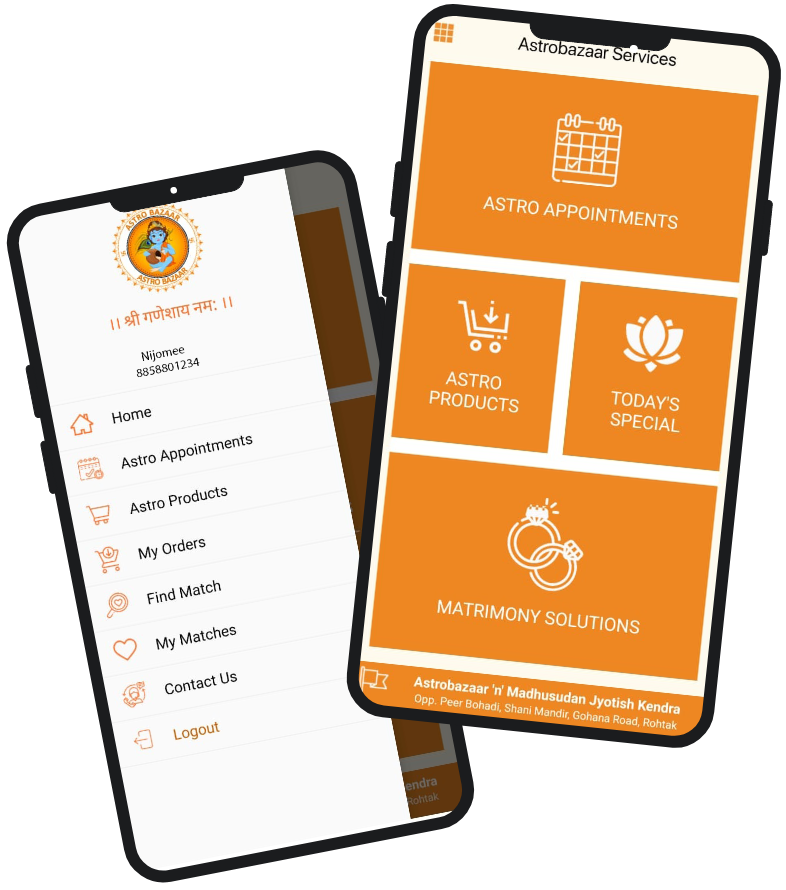 ASTRO BAZAAR
ASTRO BAZAAR
।। श्री गणेशाय नम: ।।
Nijomee
8858801234
Home
Astro Appointments
Astro Products
My Orders
Find Match
My Matches
Contact Us
Logout
endra
Rohtak
Astrobazaar Services
ASTRO APPOINTMENTS
ASTRO
PRODUCTS
TODAY'S
SPECIAL
MATRIMONY SOLUTIONS
Astrobazaar 'n' Madhusudan Jyotish Kendra
Opp. Peer Bohadi, Shani Mandir, Gohana Road, Rohtak